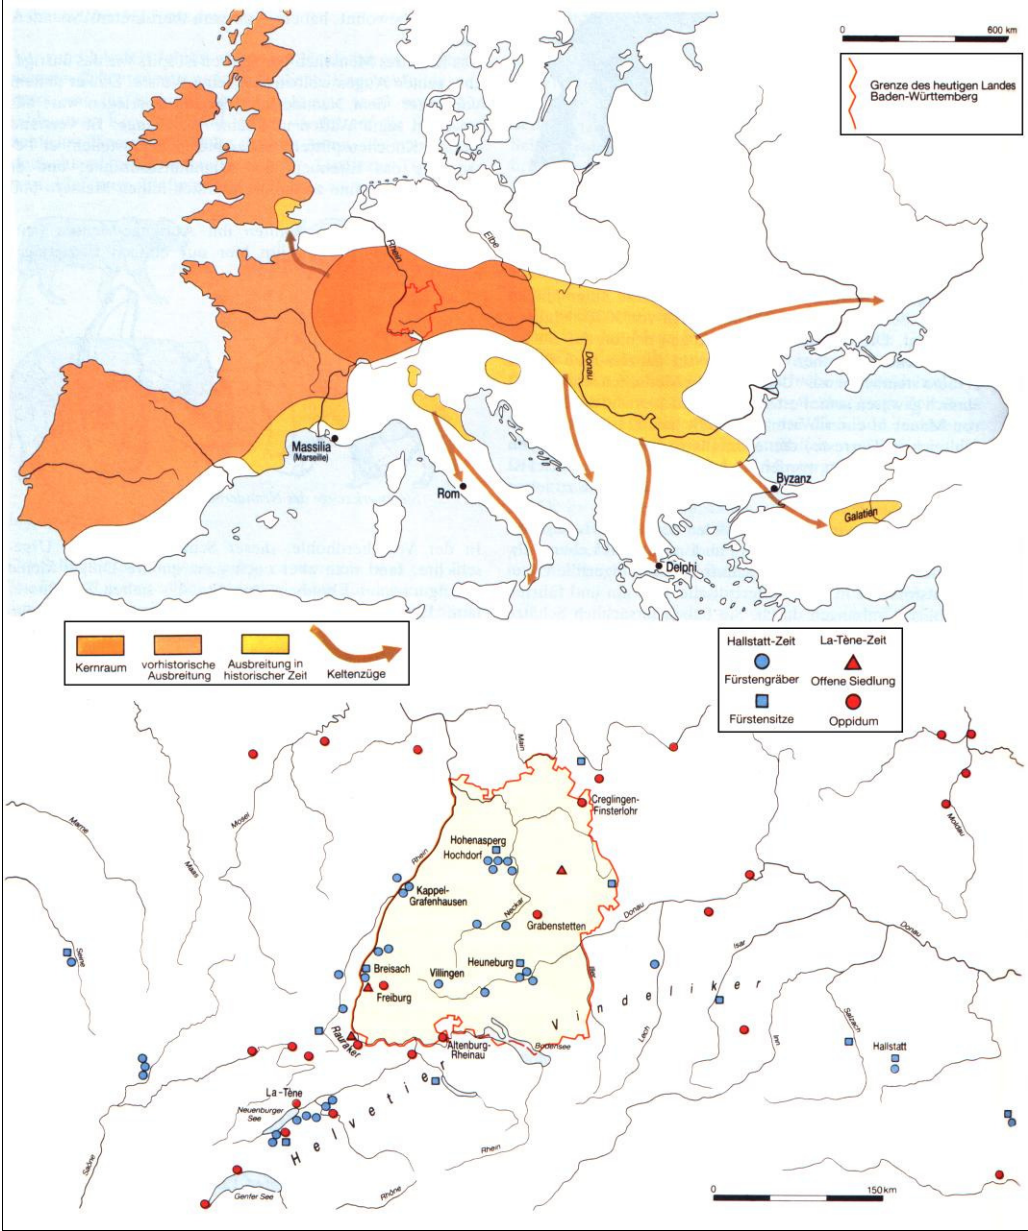 0 600 km
Grenze des heutigen Landes
Baden-Württemberg
Rhein
Elbe
Donau
Massilia
(Marseille)
Rom
Byzanz
Galatien
Delphi
Kernraum
vorhistorische
Ausbreitung
Ausbreitung in
historischer Zeit
Keltenzüge
Hallstatt-Zeit
La-Tène-Zeit
Fürstengräber
Offene Siedlung
Fürstensitze
Oppidum
Main
Marne
Mosel
Maas
Moldau
Creglingen-
Finsterlohr
Hohenasperg
Hochdorf
Rhein
Kappel-
Grafenhausen
Neckar
Grabenstetten
Donau
Donau
Isar
Seine
Breisach
Villingen
Heuneburg
Iller
Freiburg
Vindeliker
Lech
Inn
Salzach
Hallstatt
Rauraker
Altenburg-
Rheinau
Bodensee
La-Tène
Neuenburger
See
Helvetier
Rhein
Saône
Genfer See
Rhône
0 150 km